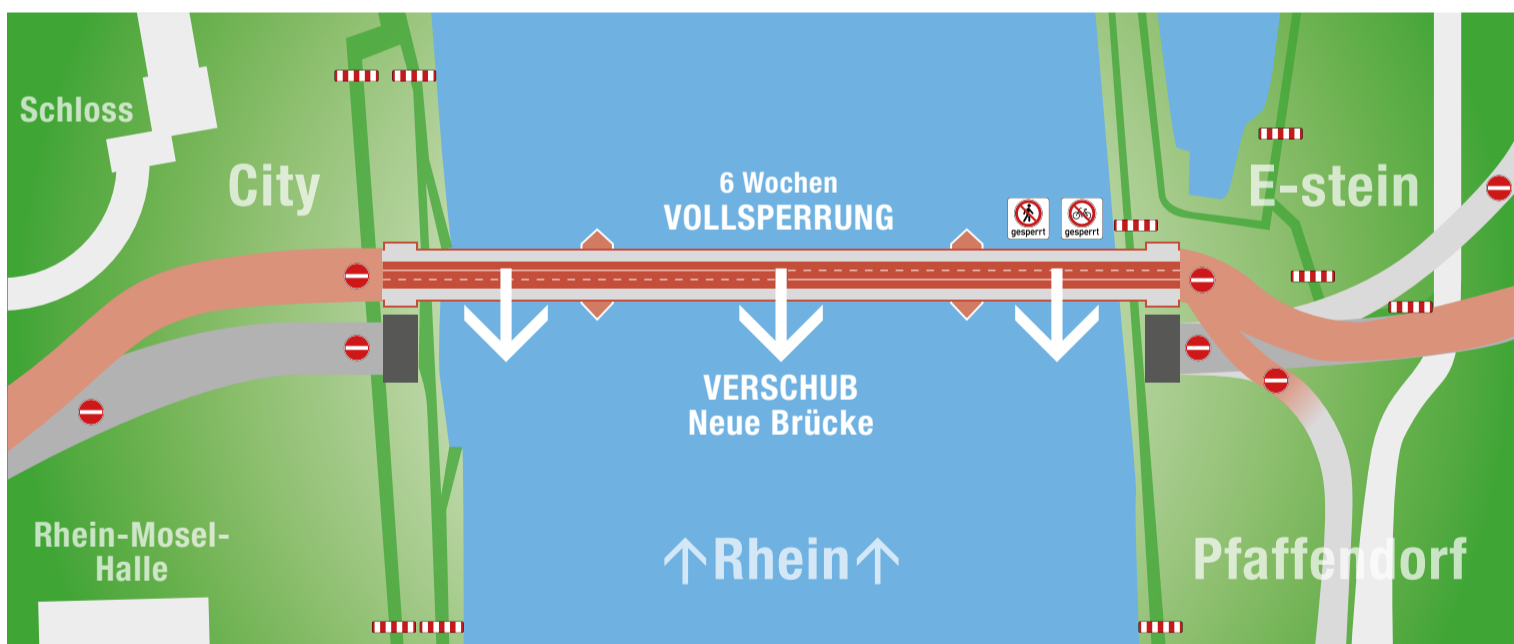 Schloss
City
6 Wochen
VOLLSPERRUNG
gesperrt
gesperrt
E-stein
VERSCHUB
Neue Brücke
Rhein-Mosel-
Halle
↑Rhein↑
Pfaffendorf